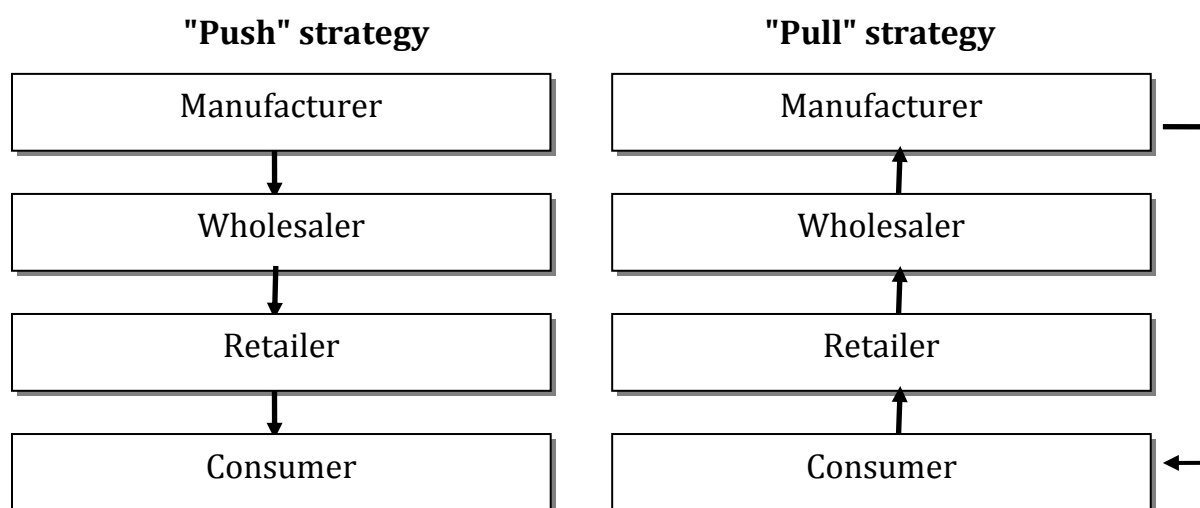 "Push" strategy
Manufacturer
Wholesaler
Retailer
Consumer
"Pull" strategy
Manufacturer
Wholesaler
Retailer
Consumer